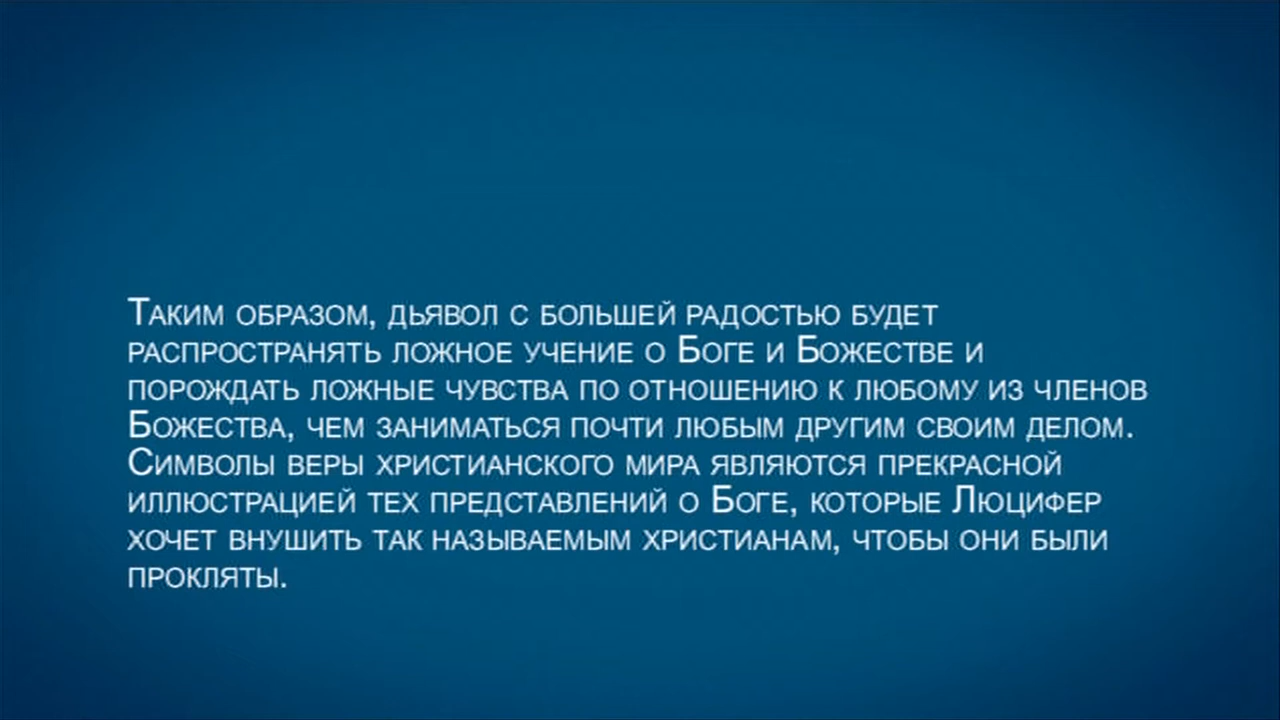 Таким образом, дьявол с большей радостью будет
распространять ложное учение о Боге и Божестве и
порождать ложные чувства по отношению к любому из членов
Божества, чем заниматься почти любым другим своим делом.
Символы веры христианского мира являются прекрасной
иллюстрацией тех представлений о Боге, которые Люцифер
хочет внушить так называемым христианам, чтобы они были
прокляты.